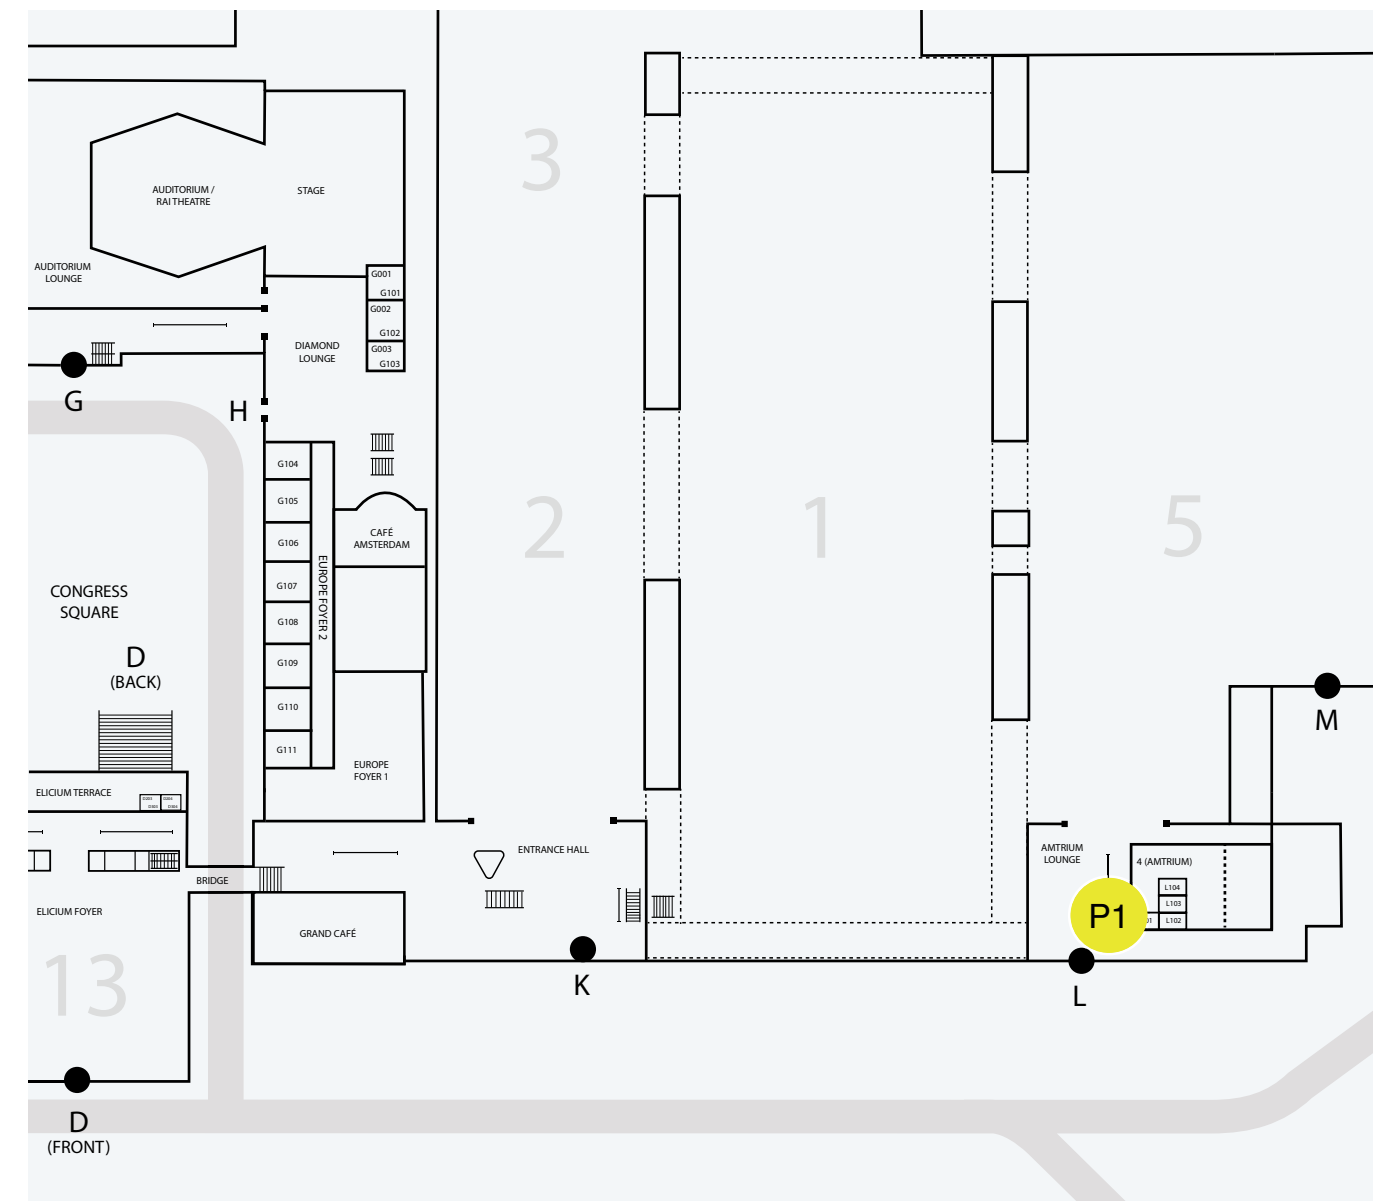 3
AUDITORIUM /
RAI THEATRE
STAGE
AUDITORIUM
LOUNGE
G001
G101
G002
G102
G003
G103
DIAMOND
LOUNGE
G
H
G104
G105
G106
G107
G108
G109
G110
G111
EUROPE FOYER 2
CAFÉ
AMSTERDAM
2
1
5
CONGRESS
SQUARE
D
(BACK)
M
EUROPE
FOYER 1
ELICIUM TERRACE
ENTRANCE HALL
AMTRIUM
LOUNGE
4 (AMTRIUM)
L104
L103
L102
P1
BRIDGE
ELICIUM FOYER
GRAND CAFÉ
13
K
L
D
(FRONT)